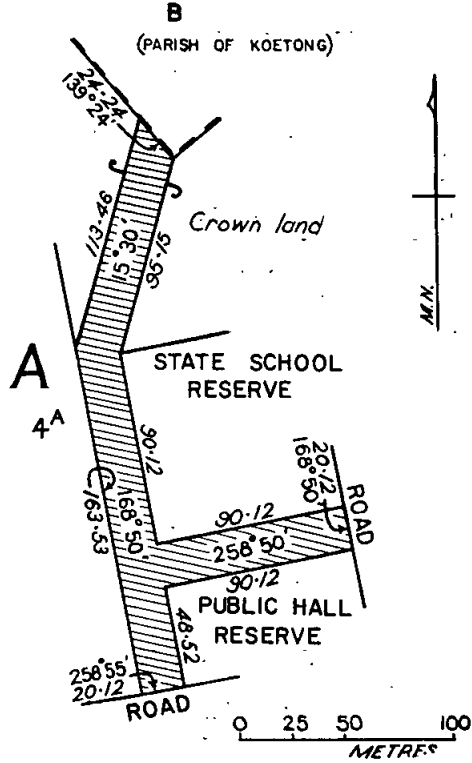 B
(PARISH OF KOETONG)
24·24
139°24'
113·46
15°30'
95·15
Crown land
M.N.
A
4A
STATE SCHOOL
RESERVE
90·12
20·12
168°50'
ROAD
163·53
168°50'
90·12
258°50'
90·12
PUBLIC HALL
RESERVE
48·52
258°55'
20·12
ROAD
0 25 50 100
METRES